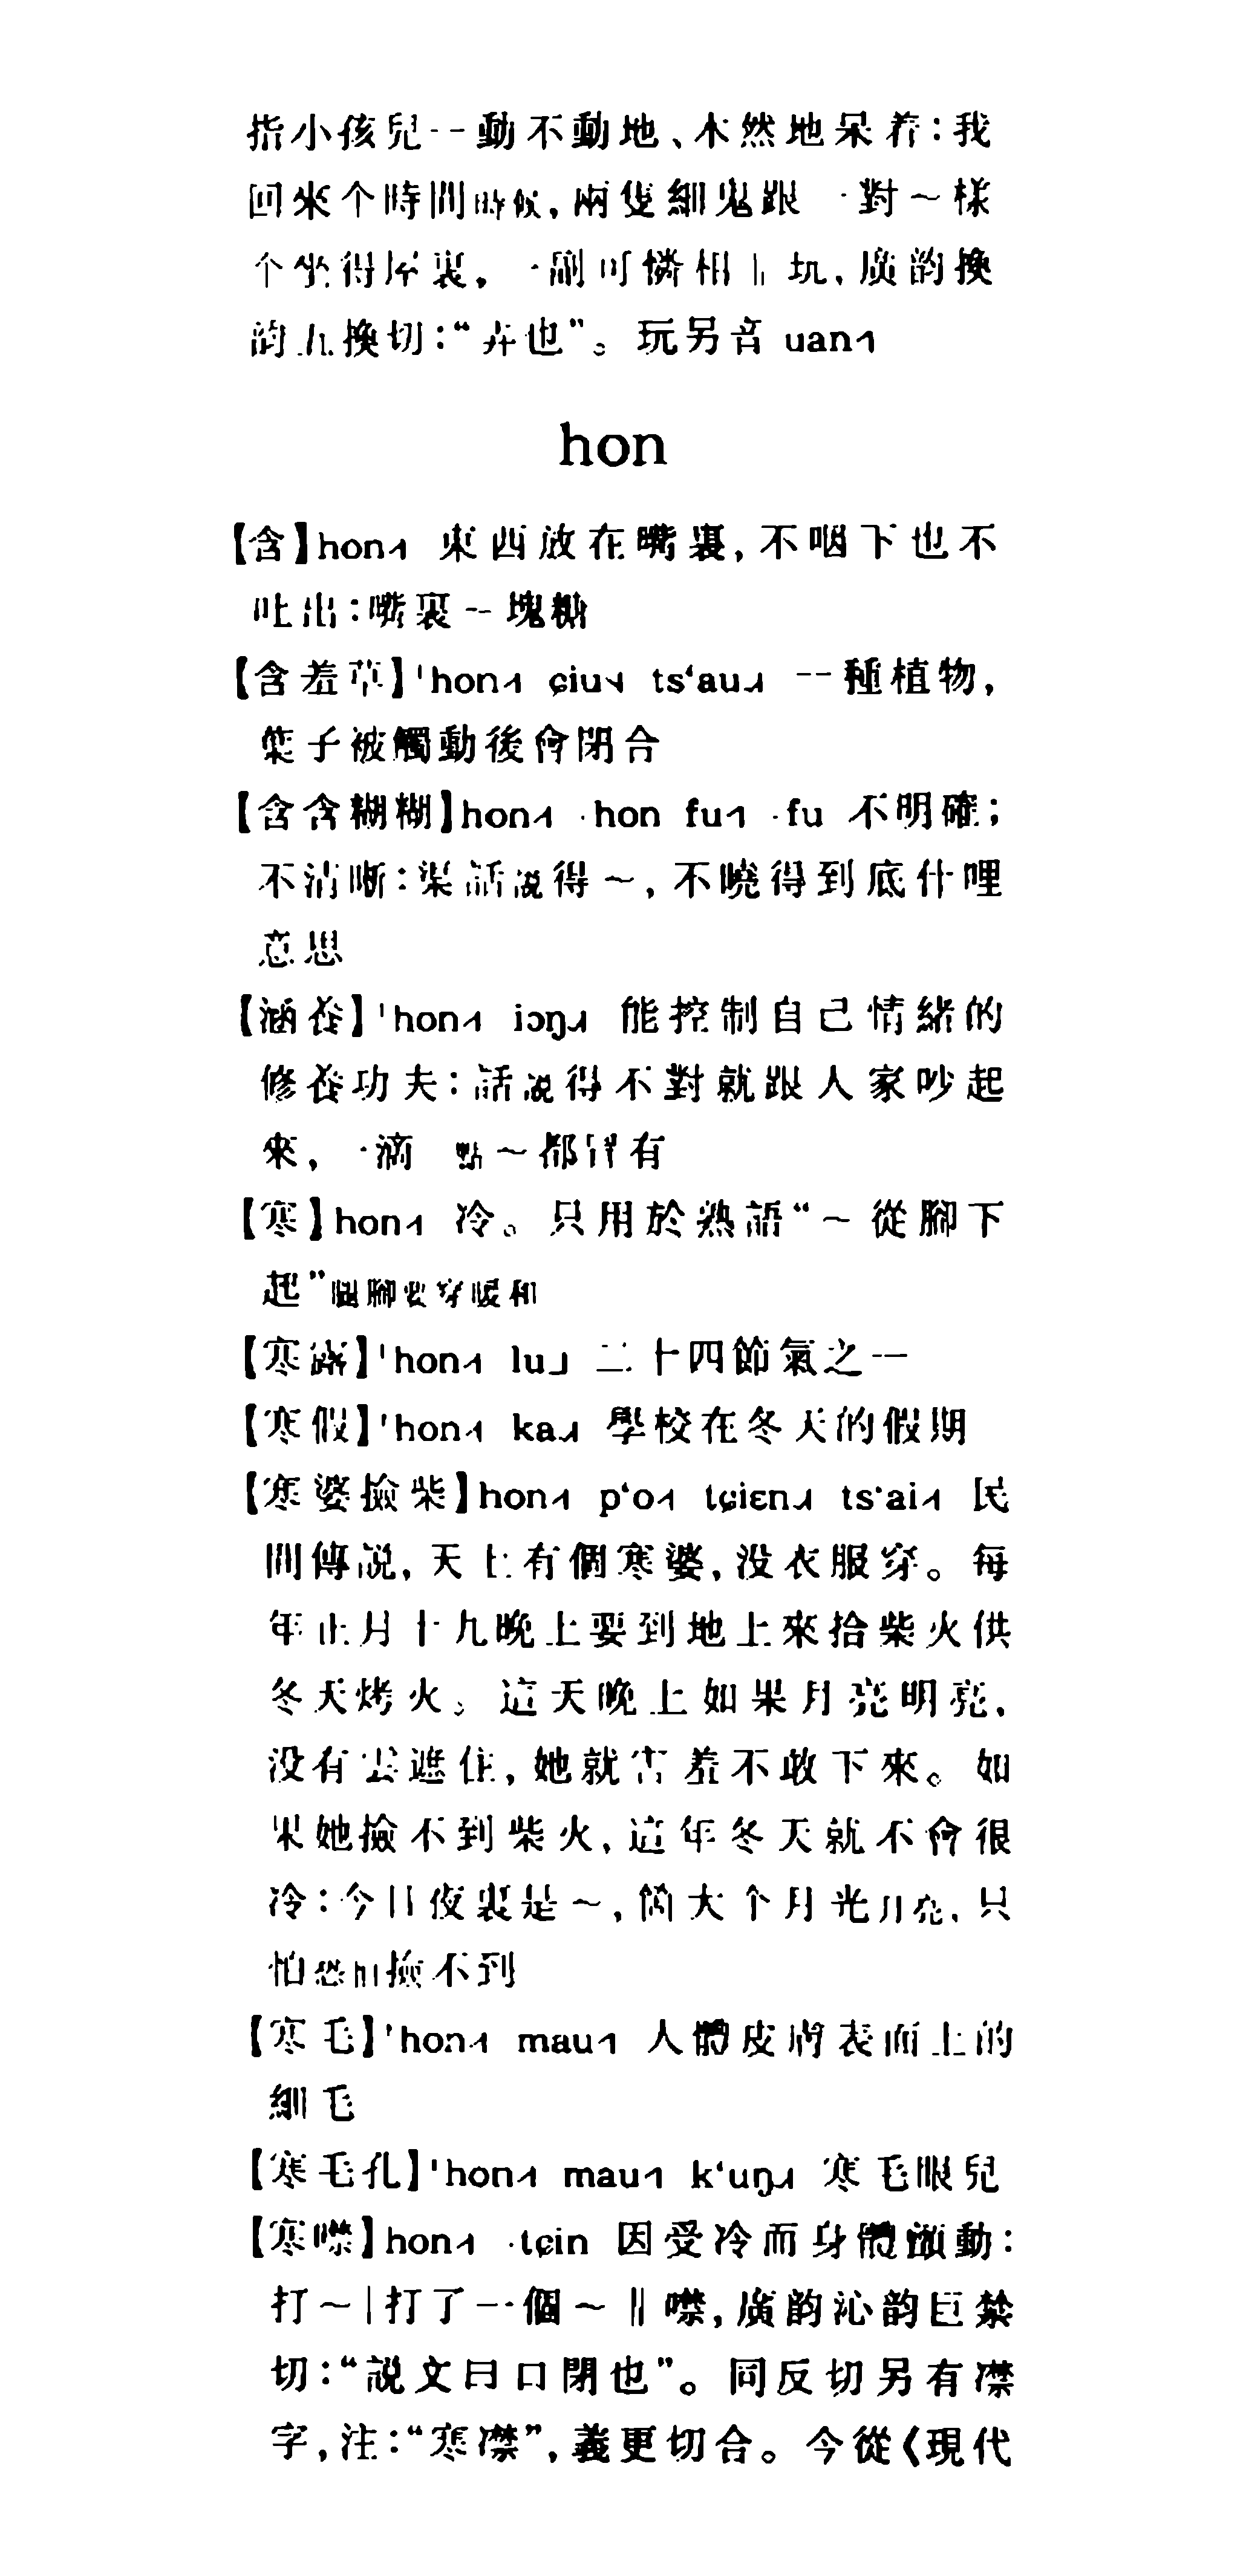 指小孩兒一動不動地、木然地呆着：我
回來个時間時候，兩隻細鬼跟一對～樣
个坐得屋裏，一副可憐相‖玩，廣韵換
韵五換切：“弄也”。玩另音 uan˧˥
hon
【含】hon˧˥ 東西放在嘴裏，不咽下也不
吐出：嘴裏～一塊糖
【含羞草】ˈhon˧˥ ɕiu˦ tsʻau˨˩ 一種植物，
葉子被觸動後會閉合
【含含糊糊】hon˧˥ ·hon fu˧˥ ·fu 不明確；
不清晰：渠話説得～，不曉得到底什哩
意思
【涵養】ˈhon˧˥ iɔŋ˨˩ 能控制自己情緒的
修養功夫：話説得不對就跟人家吵起
來，一滴一點～都冇有
【寒】hon˧˥ 冷。只用於熟語“～從腳下
起”腿腳要穿暖和
【寒露】ˈhon˧˥ lu˩ 二十四節氣之一
【寒假】ˈhon˧˥ ka˨˩ 學校在冬天的假期
【寒婆撿柴】hon˧˥ pʻo˧˥ tɕiɛn˨˩ tsʻai˧˥ 民
間傳説，天上有個寒婆，没衣服穿。每
年正月十九晚上要到地上來拾柴火供
冬天烤火。這天晚上如果月亮明亮，
没有雲遮住，她就害羞不敢下來。如
果她撿不到柴火，這年冬天就不會很
冷：今日夜裏是～，箇大个月光月亮，只
怕恐怕撿不到
【寒毛】ˈhon˧˥ mau˧˥ 人體皮膚表面上的
細毛
【寒毛孔】ˈhon˧˥ mau˧˥ kʻuŋ˨˩ 寒毛眼兒
【寒噤】hon˧˥ ·tɕin 因受冷而身體顫動：
打～｜打了一個～‖噤，廣韵沁韵巨禁
切：“説文曰口閉也”。同反切另有凚
字，注：“寒凚”，義更切合。今從《現代